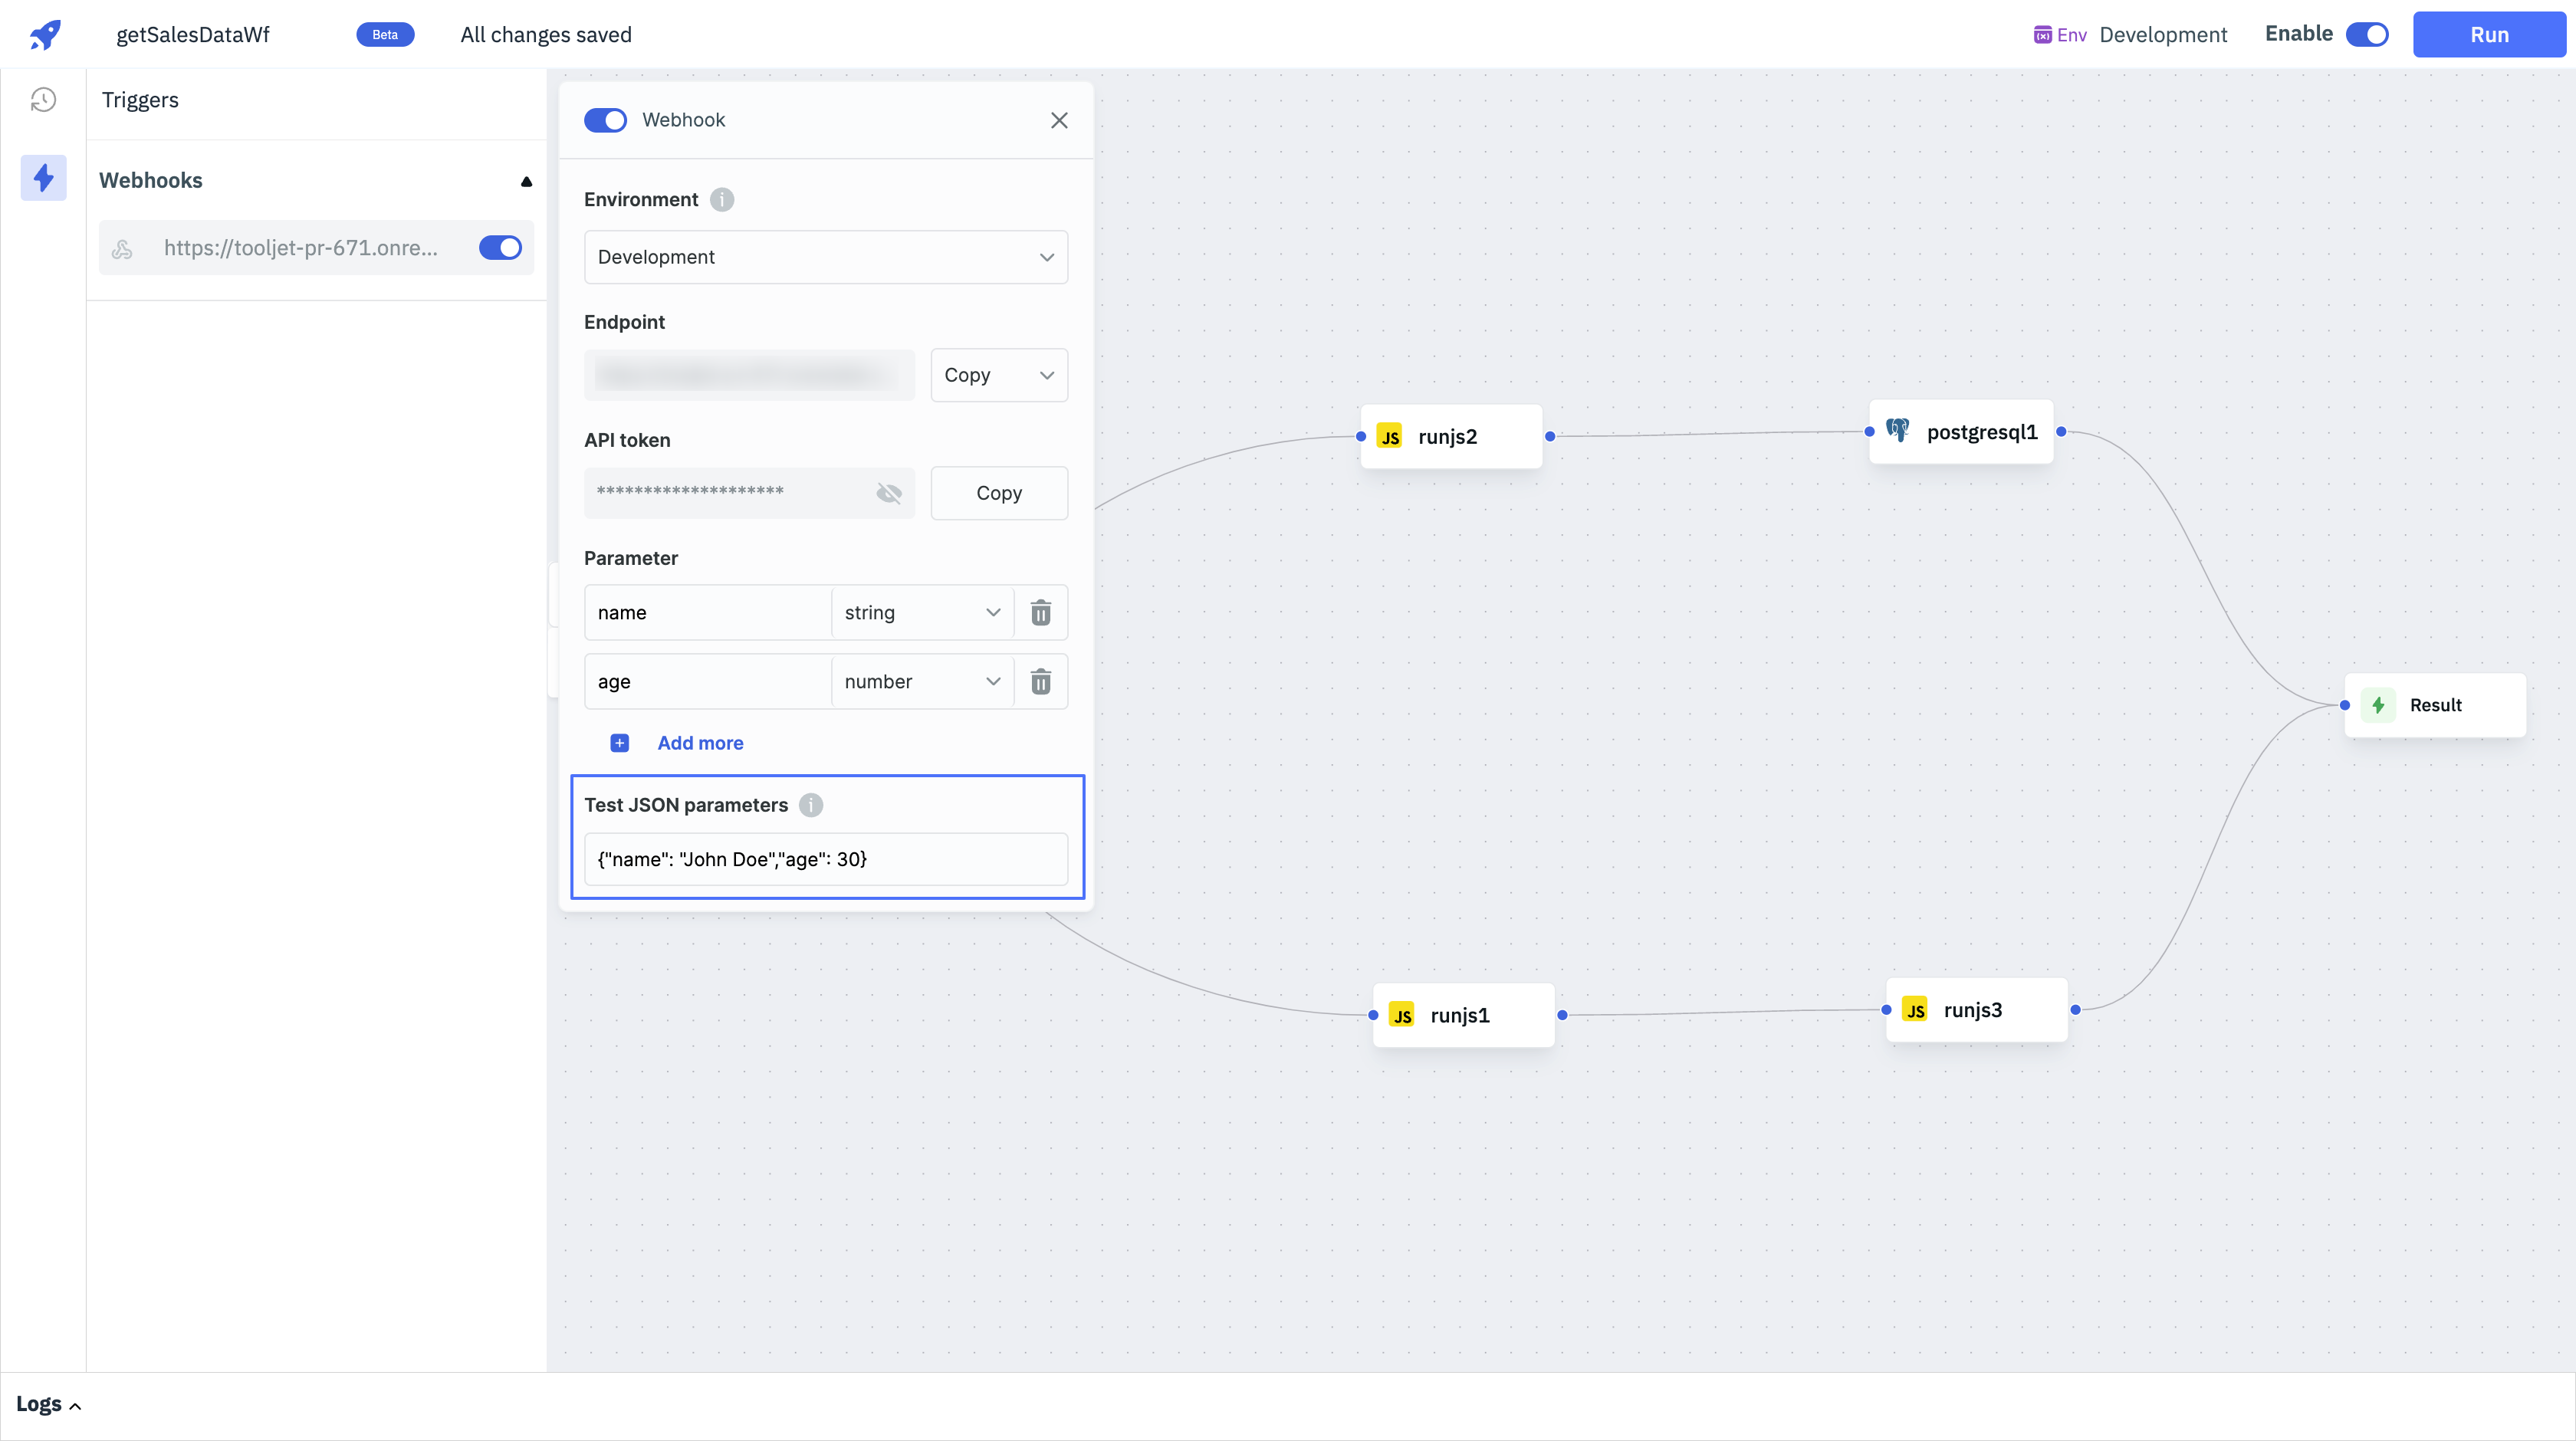 getSalesDataWf
Beta
All changes saved
Env Development
Enable
Run
Triggers
Webhooks
https://tooljet-pr-671.onre...
Webhook
Environment
Development
Endpoint
Copy
API token
********************
Copy
Parameter
name string
age number
Add more
Test JSON parameters
{"name": "John Doe","age": 30}
JS runjs2
postgresql1
Result
JS runjs1
JS runjs3
Logs